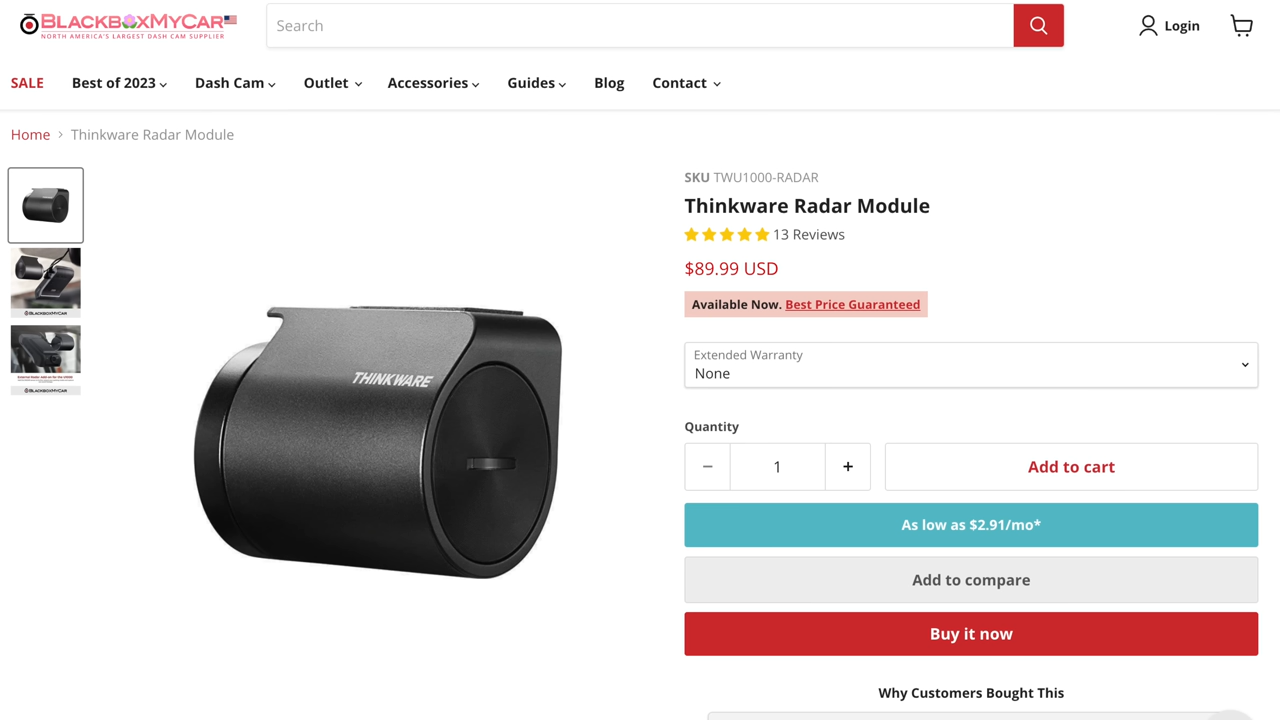 BLACKBOXMYCAR
NORTH AMERICA'S LARGEST DASH CAM SUPPLIER
Search
Login
SALE
Best of 2023
Dash Cam
Outlet
Accessories
Guides
Blog
Contact
Home > Thinkware Radar Module
SKU TWU1000-RADAR
Thinkware Radar Module
13 Reviews
$89.99 USD
Available Now. Best Price Guaranteed
Extended Warranty
None
Quantity
− 1 +
Add to cart
As low as $2.91/mo*
Add to compare
Buy it now
Why Customers Bought This
THINKWARE
BLACKBOXMYCAR
BLACKBOXMYCAR